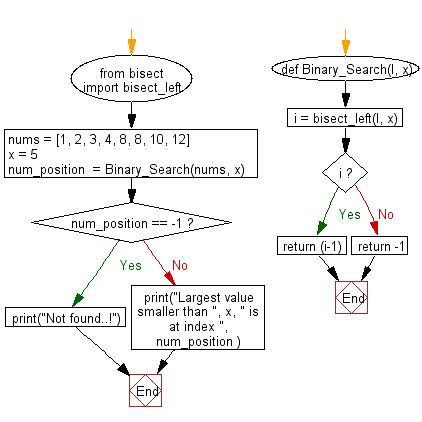 from bisect
import bisect_left
nums = [1, 2, 3, 4, 8, 8, 10, 12]
x = 5
num_position = Binary_Search(nums, x)
num_position == -1 ?
Yes
No
print("Not found..!")
print("Largest value
smaller than ", x, " is
at index ",
num_position )
End
def Binary_Search(l, x)
i = bisect_left(l, x)
i ?
Yes
No
return (i-1)
return -1
End